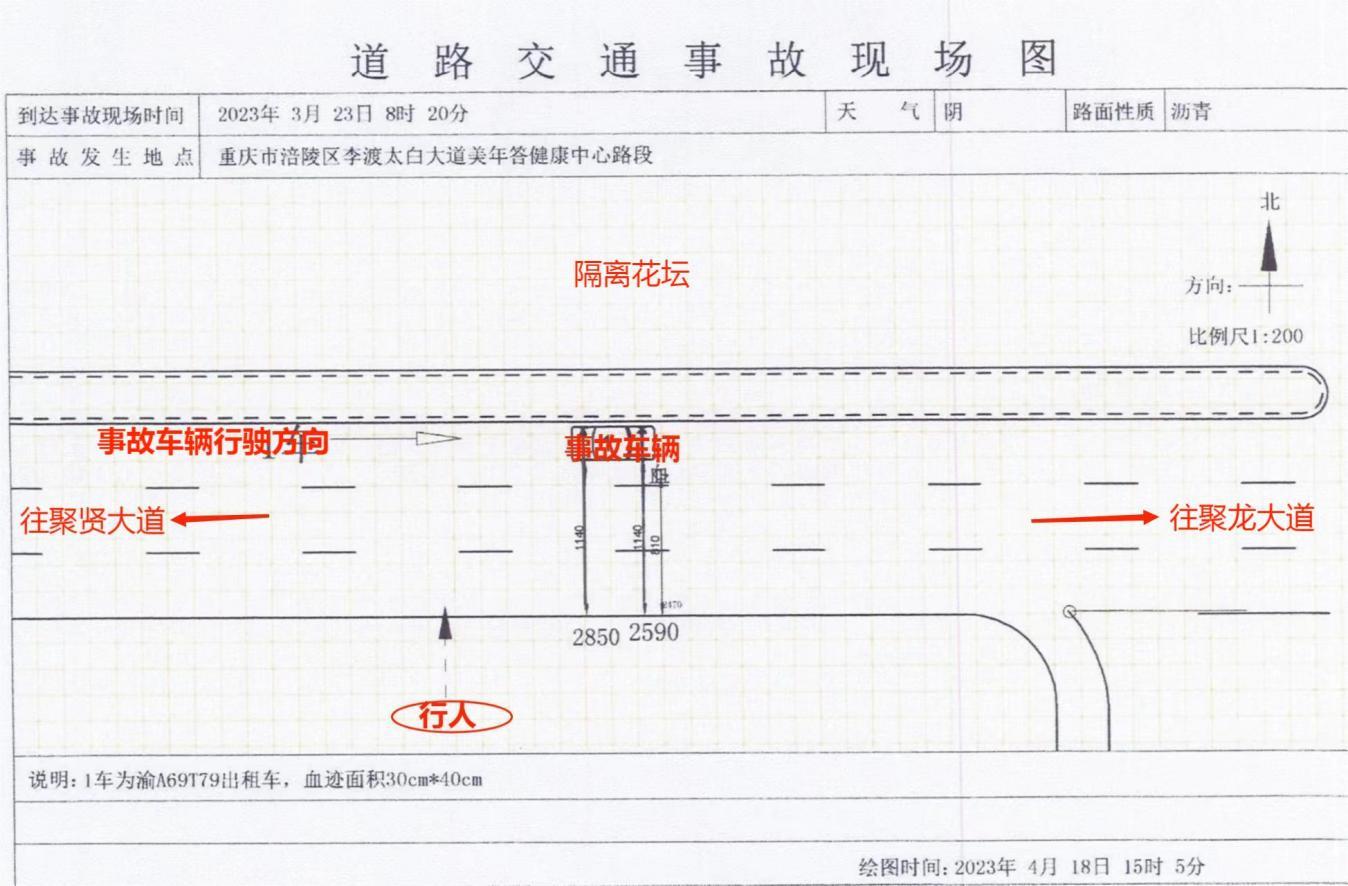 道路交通事故现场图
到达事故现场时间 2023年 3月 23日 8时 20分 天 气 阴 路面性质 沥青
事故发生地点 重庆市涪陵区李渡太白大道美年答健康中心路段
北
隔离花坛
方向:
比例尺1:200
事故车辆行驶方向
车
事故车辆
往聚贤大道
往聚龙大道
1140
1140
810
2850
2590
行人
说明: 1车为渝A69T79出租车，血迹面积30cm*40cm
绘图时间: 2023年 4月 18日 15时 5分